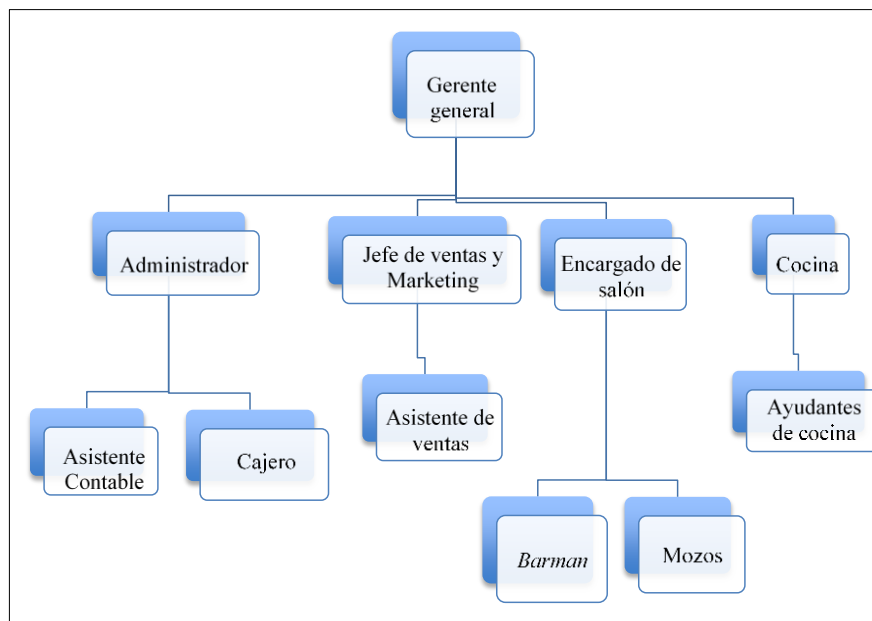 Gerente
general
Administrador
Jefe de ventas y
Marketing
Encargado de
salón
Cocina
Asistente
Contable
Cajero
Asistente de
ventas
Ayudantes
de cocina
Barman
Mozos